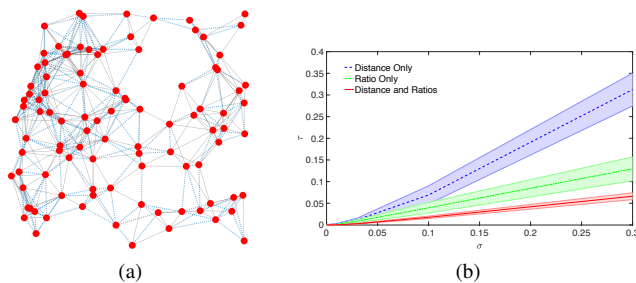 0.4
0.35
0.3
0.25
0.2
0.15
0.1
0.05
0
τ
Distance Only
Ratio Only
Distance and Ratios
0 0.05 0.1 0.15 0.2 0.25 0.3
σ
(a) (b)